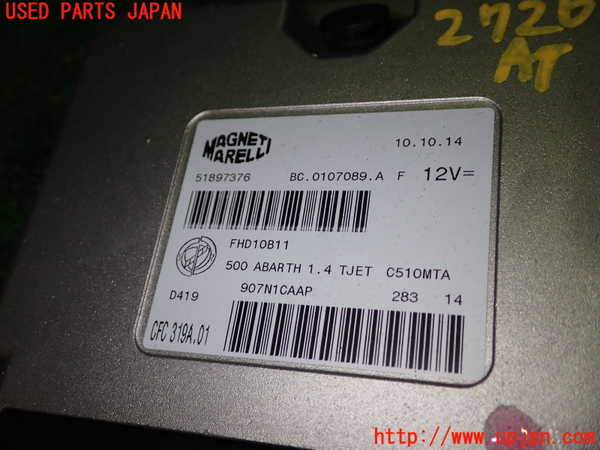 USED PARTS JAPAN
2726
AT
MAGNETI
MARELLI
10.10.14
51897376 BC.0107089.A F 12V=
FHD10B11
500 ABARTH 1.4 TJET C510MTA
D419 907N1CAAP 283 14
CFC 319A.01
http://www.upjpn.com/